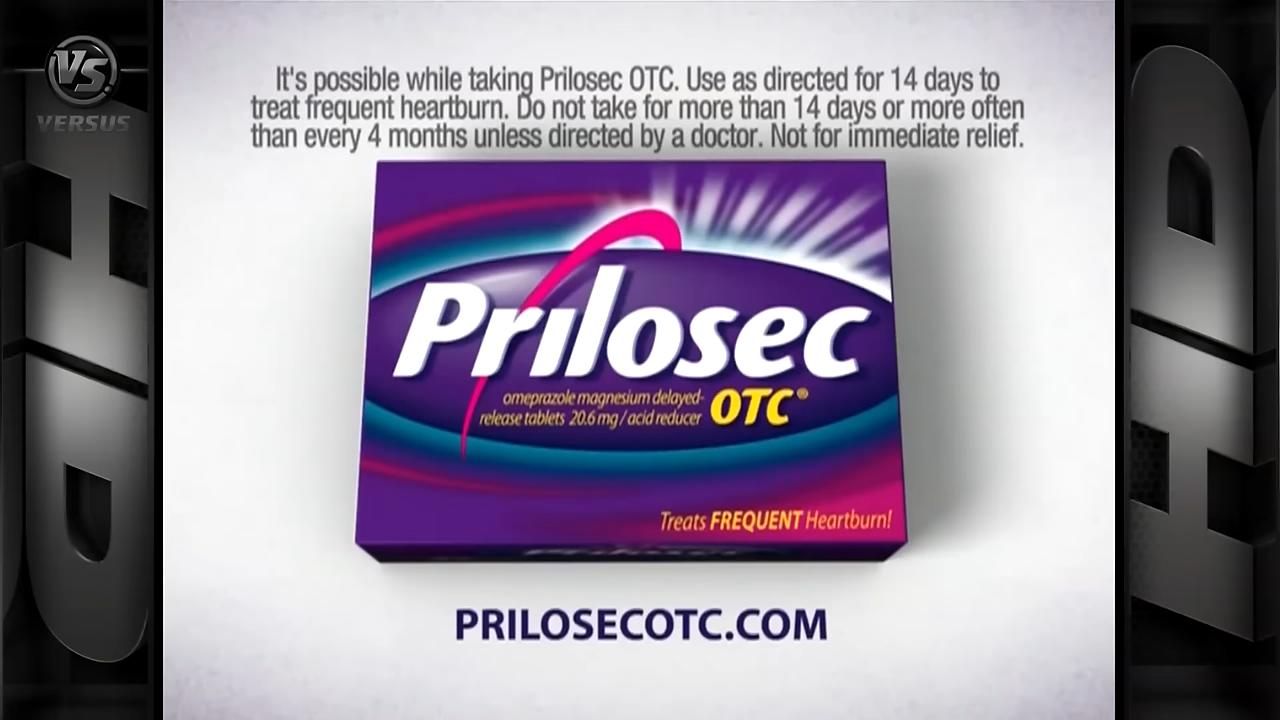 VS.
VERSUS
It's possible while taking Prilosec OTC. Use as directed for 14 days to
treat frequent heartburn. Do not take for more than 14 days or more often
than every 4 months unless directed by a doctor. Not for immediate relief.
Prilosec
omeprazole magnesium delayed-
release tablets 20.6 mg / acid reducer OTC®
Treats FREQUENT Heartburn!
PRILOSECOTC.COM
HD
HD